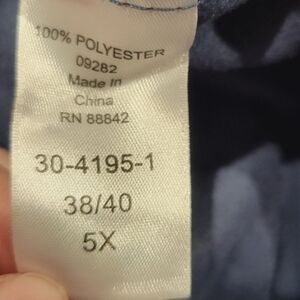 100% POLYESTER
09282
Made In
China
RN 88842
30-4195-1
38/40
5X